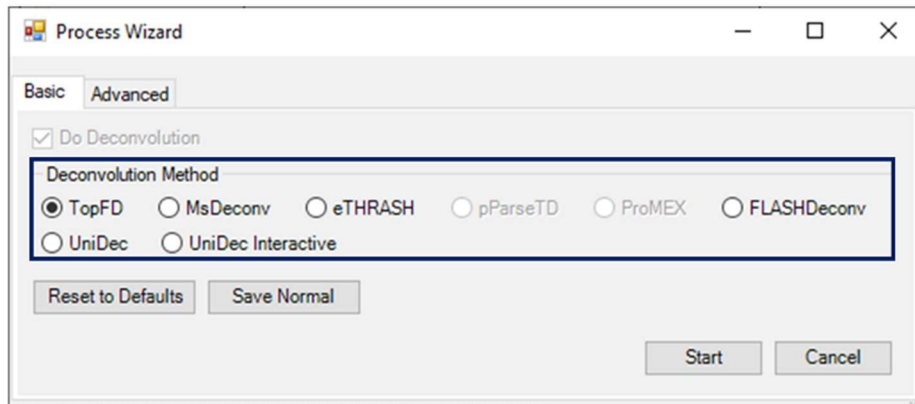 Process Wizard
Basic Advanced
Do Deconvolution
Deconvolution Method
TopFD MsDeconv eTHRASH pParseTD ProMEX FLASHDeconv
UniDec UniDec Interactive
Reset to Defaults Save Normal
Start Cancel